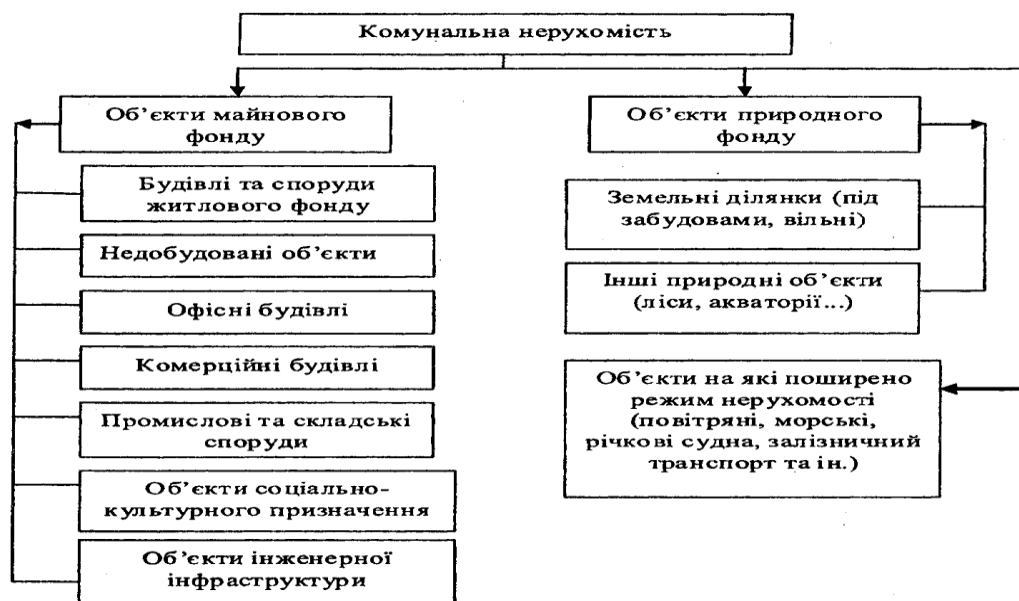 Комунальна нерухомість
Об’єкти майнового
фонду
Будівлі та споруди
житлового фонду
Недобудовані об’єкти
Офісні будівлі
Комерційні будівлі
Промислові та складські
споруди
Об’єкти соціально-
культурного призначення
Об’єкти інженерної
інфраструктури
Об’єкти природного
фонду
Земельні ділянки (під
забудовами, вільні)
Інші природні об’єкти
(ліси, акваторії...)
Об’єкти на які поширено
режим нерухомості
(повітряні, морські,
річкові судна, залізничний
транспорт та ін.)